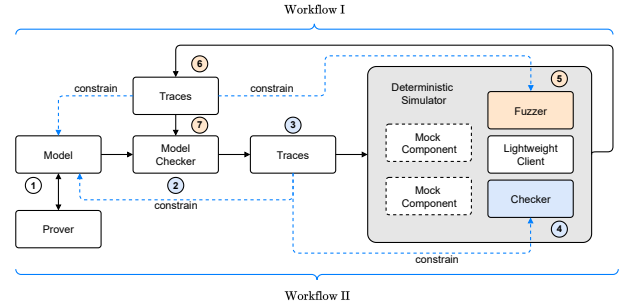 Workflow I
6
constrain
Traces
constrain
5
Deterministic
Simulator
Fuzzer
7
3
Model
Model
Checker
Traces
Mock
Component
Lightweight
Client
1
2
constrain
Mock
Component
Checker
Prover
4
constrain
Workflow II